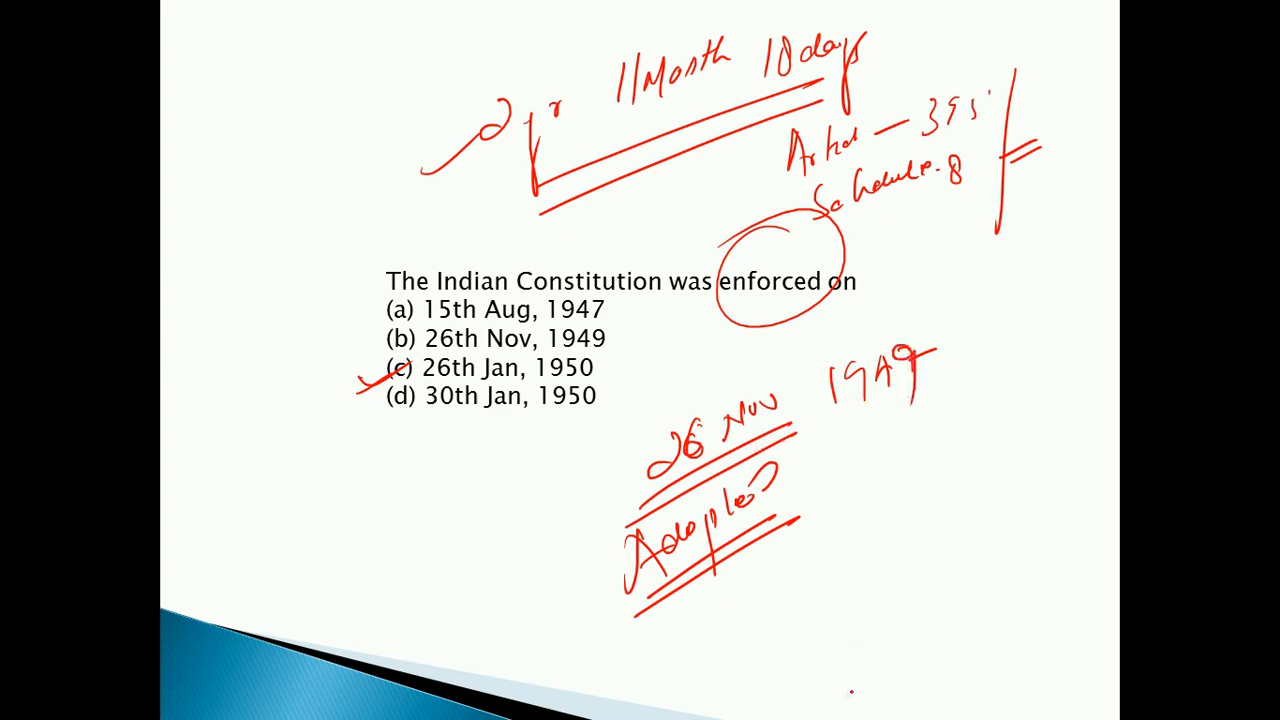 2 yr 11 Month 18 days
Articles — 395
Schedule - 8
The Indian Constitution was enforced on
(a) 15th Aug, 1947
(b) 26th Nov, 1949
(c) 26th Jan, 1950
(d) 30th Jan, 1950
26 Nov 1949
Adopted